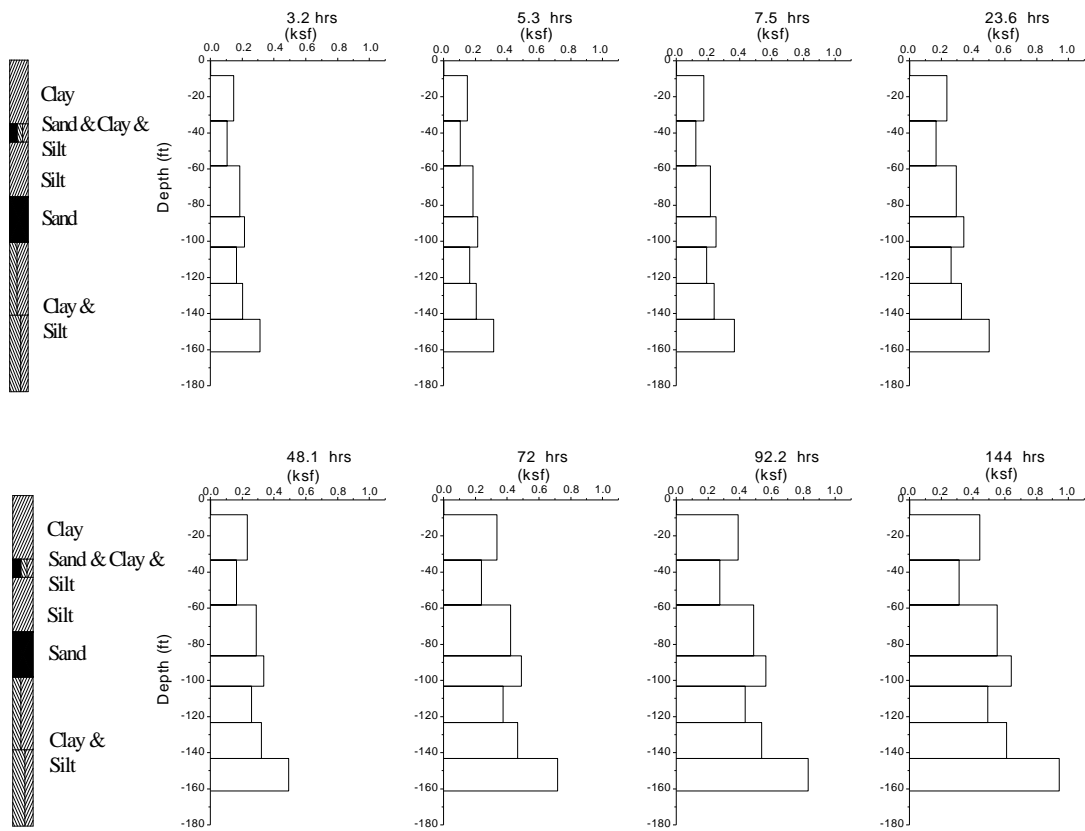 3.2 hrs
(ksf)
0.0 0.2 0.4 0.6 0.8 1.0
5.3 hrs
(ksf)
0.0 0.2 0.4 0.6 0.8 1.0
7.5 hrs
(ksf)
0.0 0.2 0.4 0.6 0.8 1.0
23.6 hrs
(ksf)
0.0 0.2 0.4 0.6 0.8 1.0
Clay
Sand & Clay &
Silt
Silt
Sand
Clay &
Silt
Depth (ft)
0
-20
-40
-60
-80
-100
-120
-140
-160
-180
0
-20
-40
-60
-80
-100
-120
-140
-160
-180
0
-20
-40
-60
-80
-100
-120
-140
-160
-180
0
-20
-40
-60
-80
-100
-120
-140
-160
-180
48.1 hrs
(ksf)
0.0 0.2 0.4 0.6 0.8 1.0
72 hrs
(ksf)
0.0 0.2 0.4 0.6 0.8 1.0
92.2 hrs
(ksf)
0.0 0.2 0.4 0.6 0.8 1.0
144 hrs
(ksf)
0.0 0.2 0.4 0.6 0.8 1.0
Clay
Sand & Clay &
Silt
Silt
Sand
Clay &
Silt
Depth (ft)
0
-20
-40
-60
-80
-100
-120
-140
-160
-180
0
-20
-40
-60
-80
-100
-120
-140
-160
-180
0
-20
-40
-60
-80
-100
-120
-140
-160
-180
0
-20
-40
-60
-80
-100
-120
-140
-160
-180